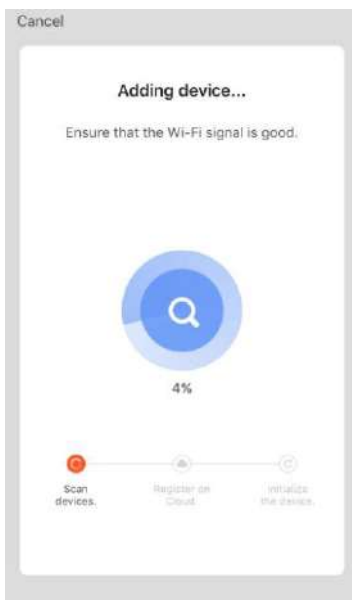 Cancel
Adding device...
Ensure that the Wi-Fi signal is good.
4%
Scan
devices.
Register on
Cloud.
Initialize
the device.